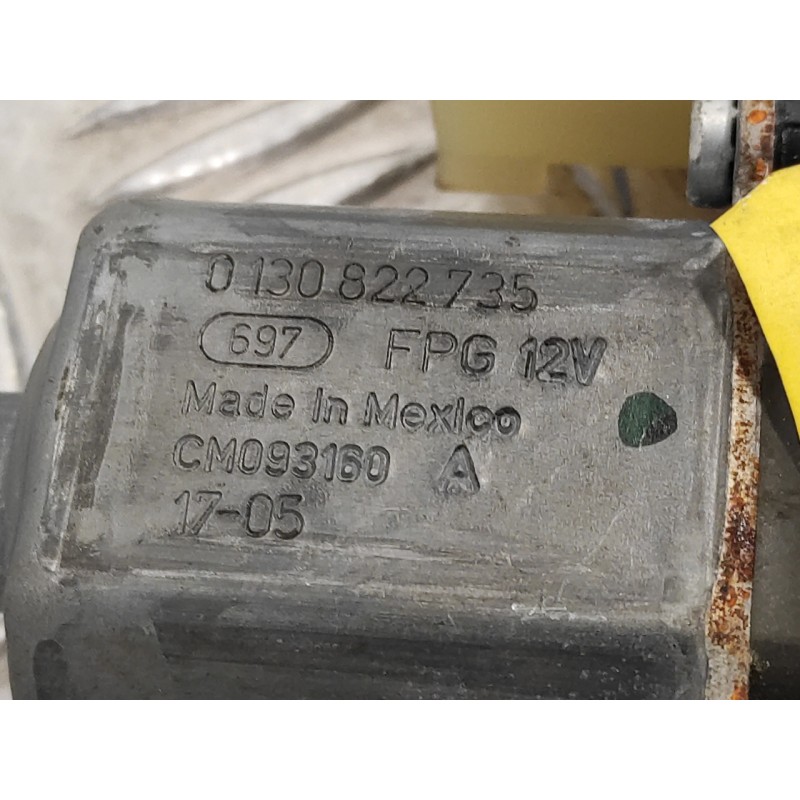 0 130 822 735
697 FPG 12V
Made In Mexico
CM093160 A
17-05